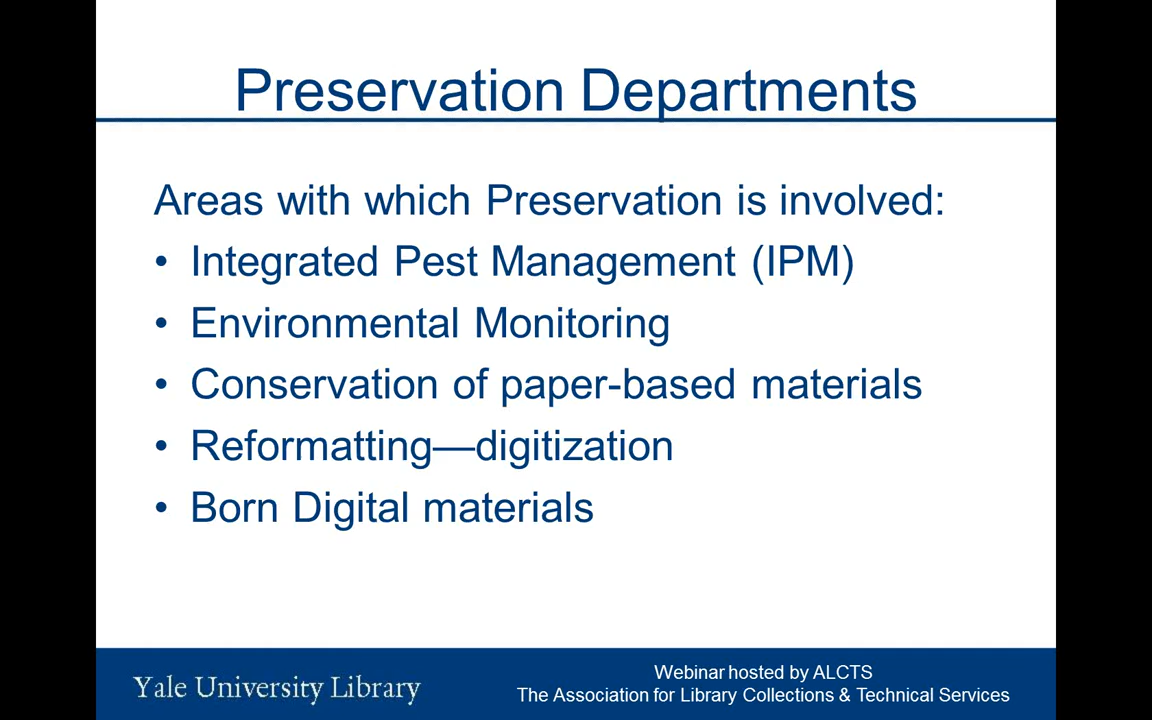 Preservation Departments
Areas with which Preservation is involved:
• Integrated Pest Management (IPM)
• Environmental Monitoring
• Conservation of paper-based materials
• Reformatting—digitization
• Born Digital materials
Yale University Library
Webinar hosted by ALCTS
The Association for Library Collections & Technical Services